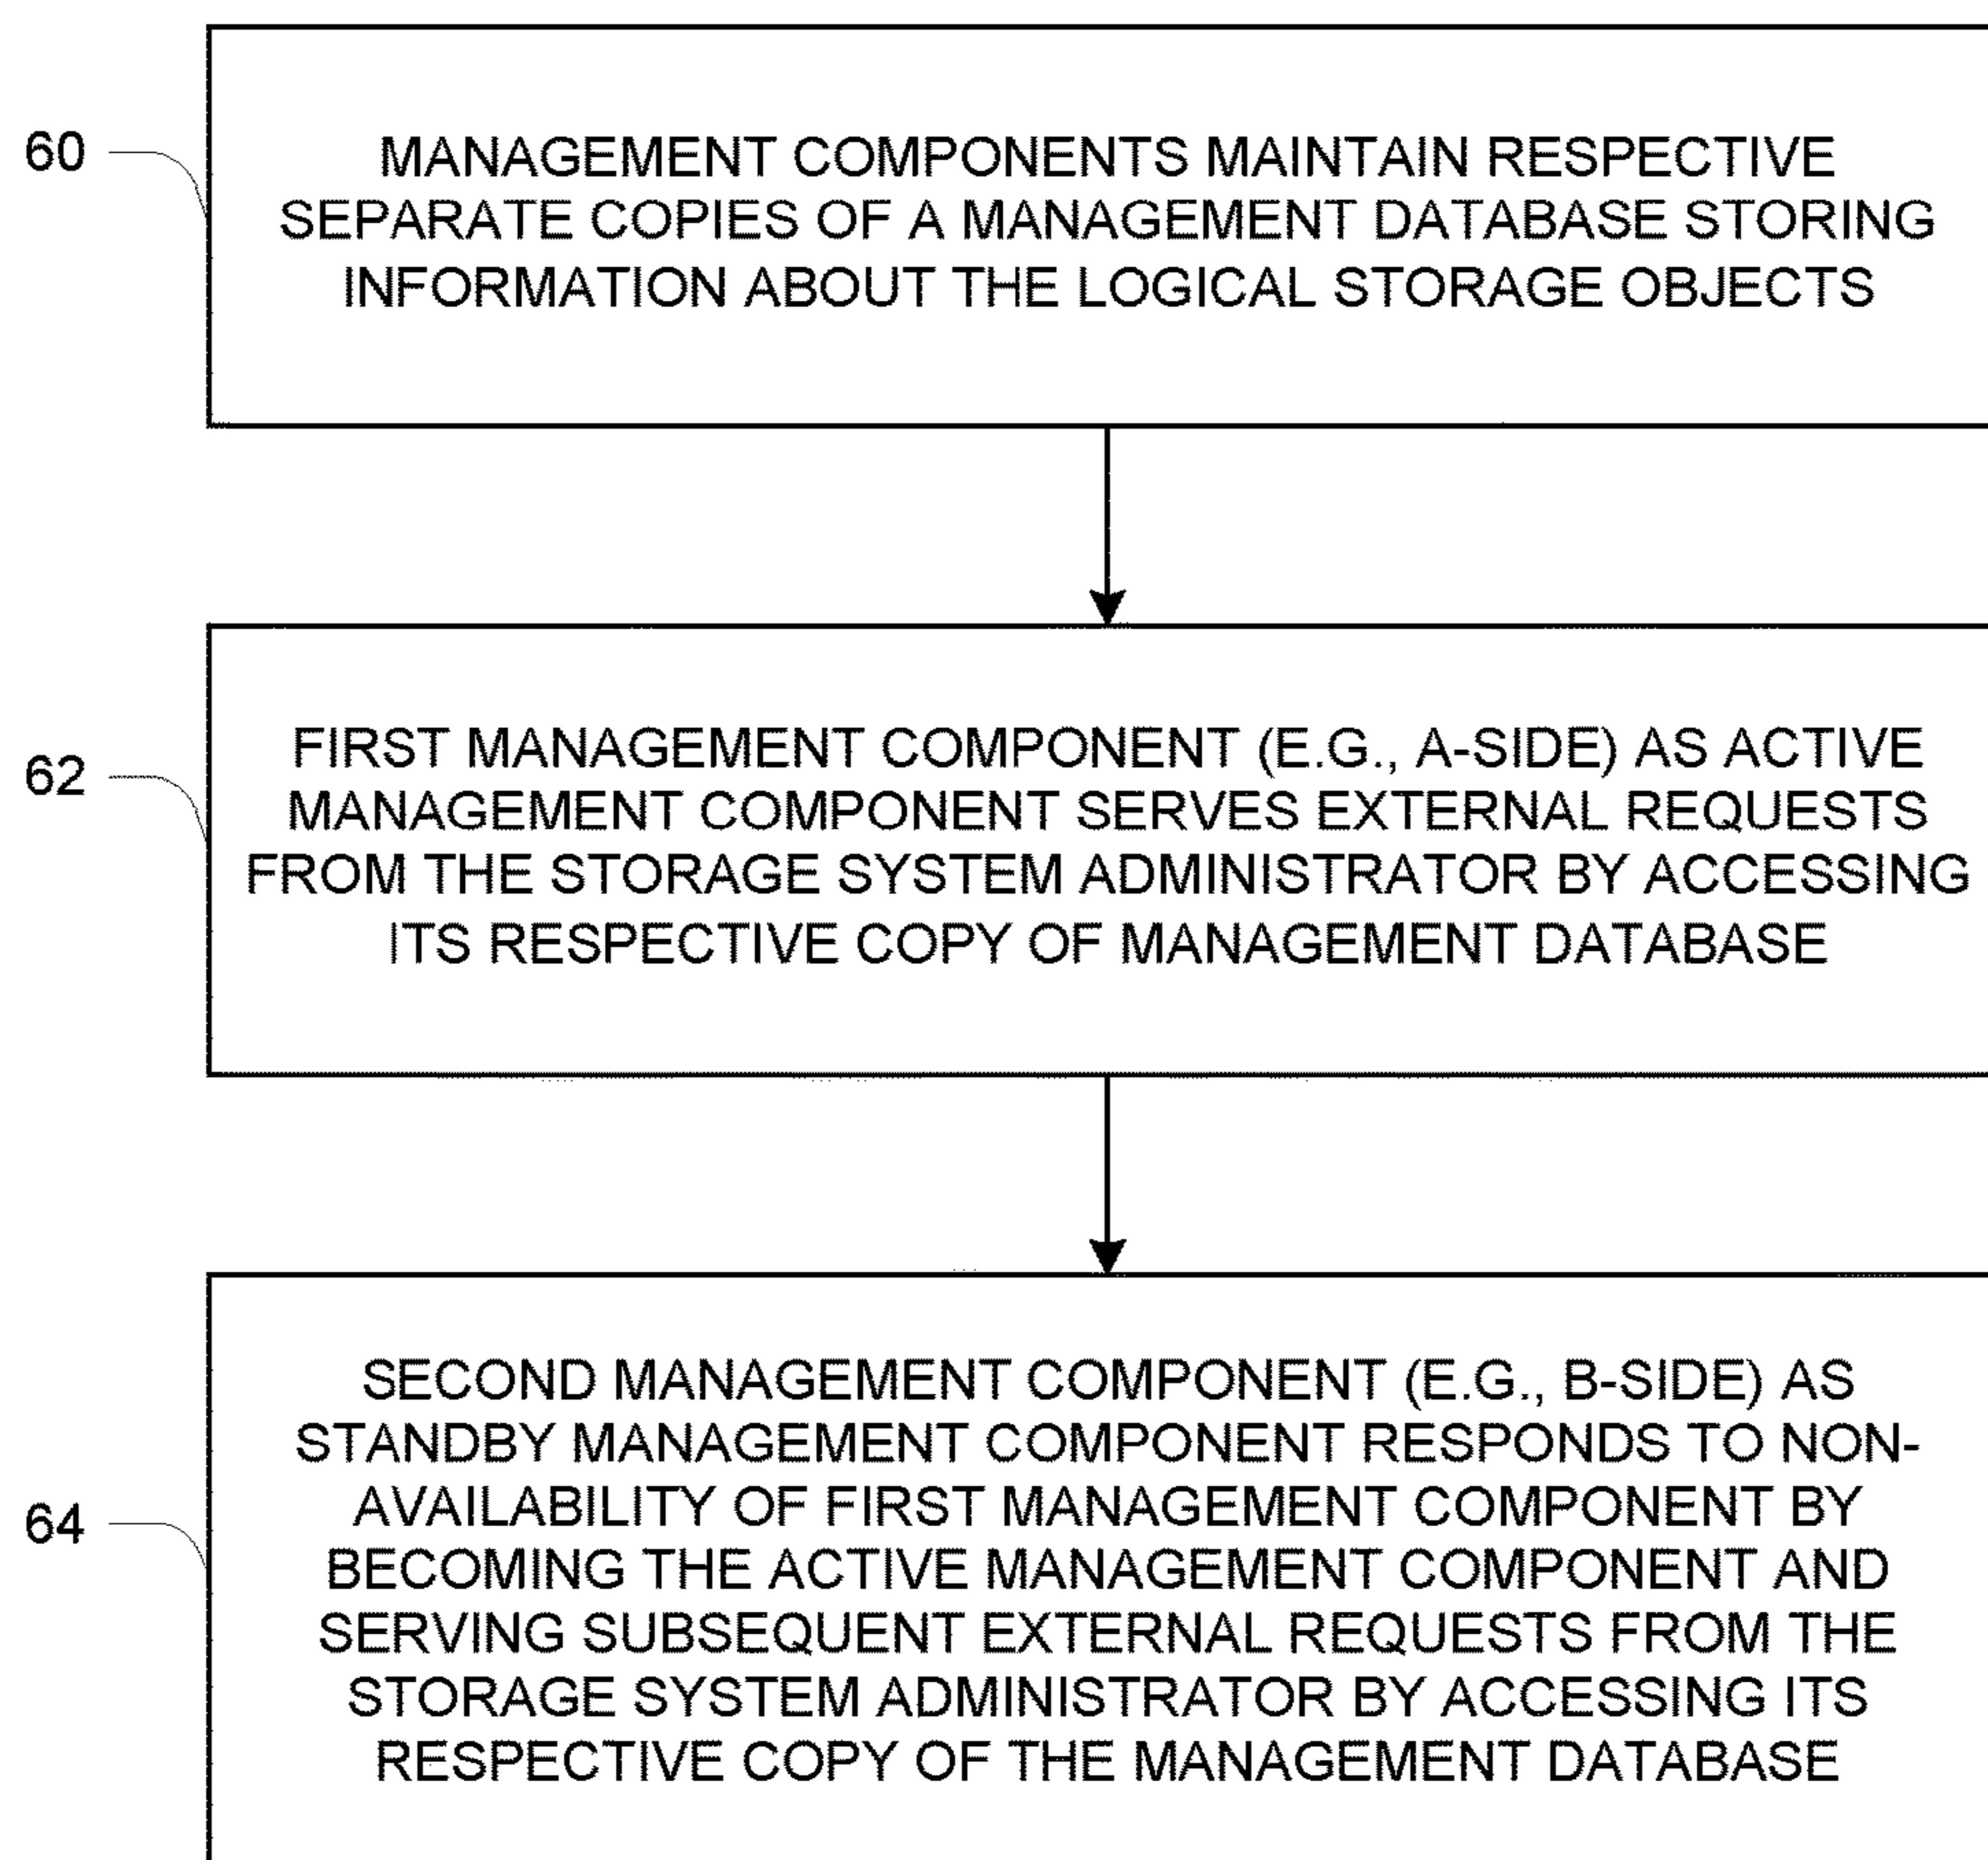 60
MANAGEMENT COMPONENTS MAINTAIN RESPECTIVE
SEPARATE COPIES OF A MANAGEMENT DATABASE STORING
INFORMATION ABOUT THE LOGICAL STORAGE OBJECTS
62
FIRST MANAGEMENT COMPONENT (E.G., A-SIDE) AS ACTIVE
MANAGEMENT COMPONENT SERVES EXTERNAL REQUESTS
FROM THE STORAGE SYSTEM ADMINISTRATOR BY ACCESSING
ITS RESPECTIVE COPY OF MANAGEMENT DATABASE
64
SECOND MANAGEMENT COMPONENT (E.G., B-SIDE) AS
STANDBY MANAGEMENT COMPONENT RESPONDS TO NON-
AVAILABILITY OF FIRST MANAGEMENT COMPONENT BY
BECOMING THE ACTIVE MANAGEMENT COMPONENT AND
SERVING SUBSEQUENT EXTERNAL REQUESTS FROM THE
STORAGE SYSTEM ADMINISTRATOR BY ACCESSING ITS
RESPECTIVE COPY OF THE MANAGEMENT DATABASE